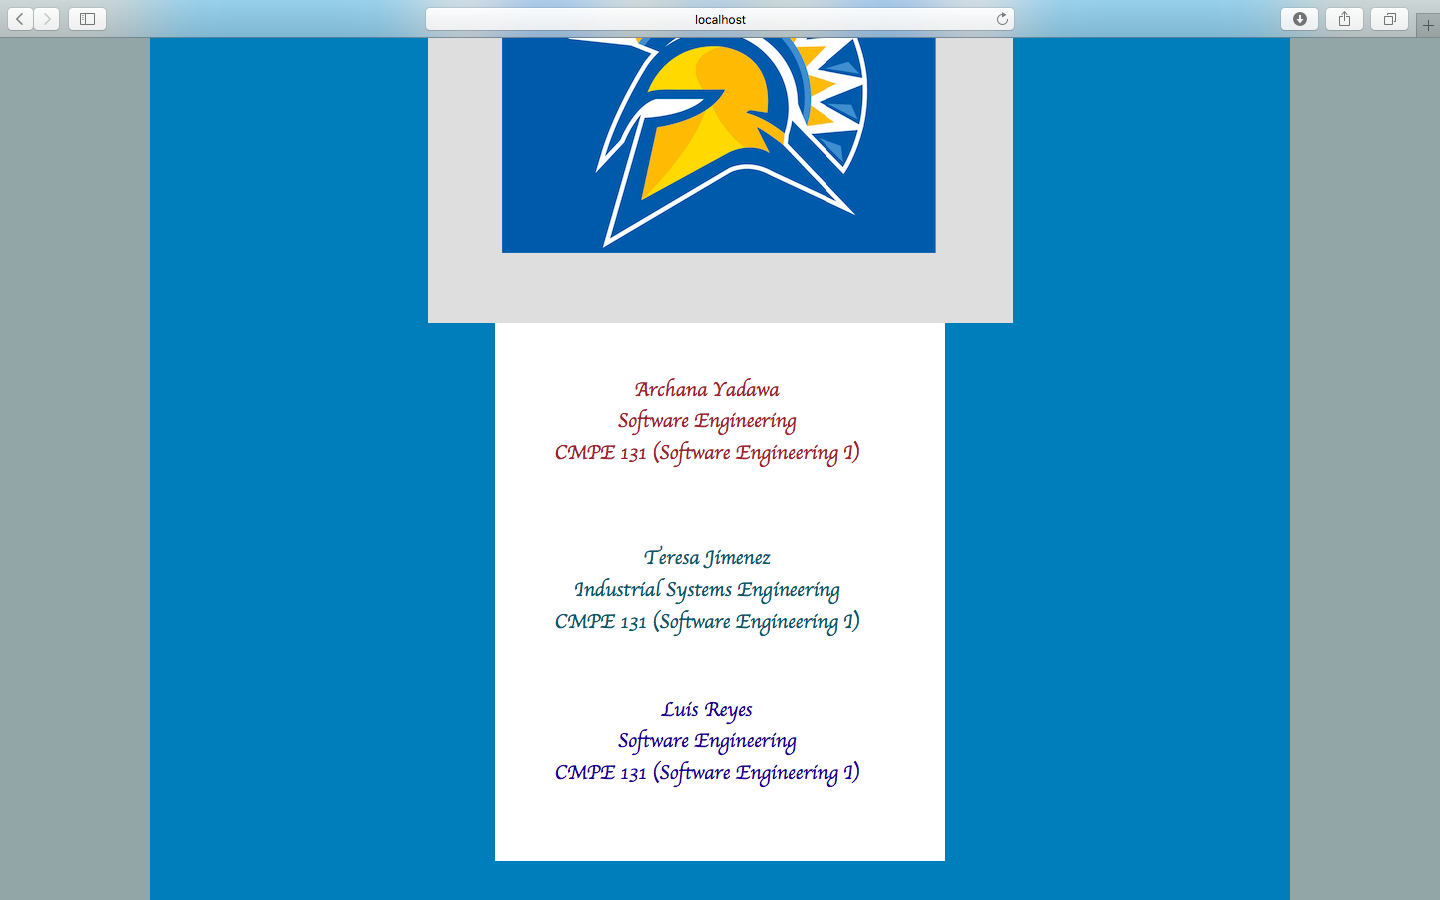 localhost
Archana Yadawa
Software Engineering
CMPE 131 (Software Engineering I)
Teresa Jimenez
Industrial Systems Engineering
CMPE 131 (Software Engineering I)
Luis Reyes
Software Engineering
CMPE 131 (Software Engineering I)